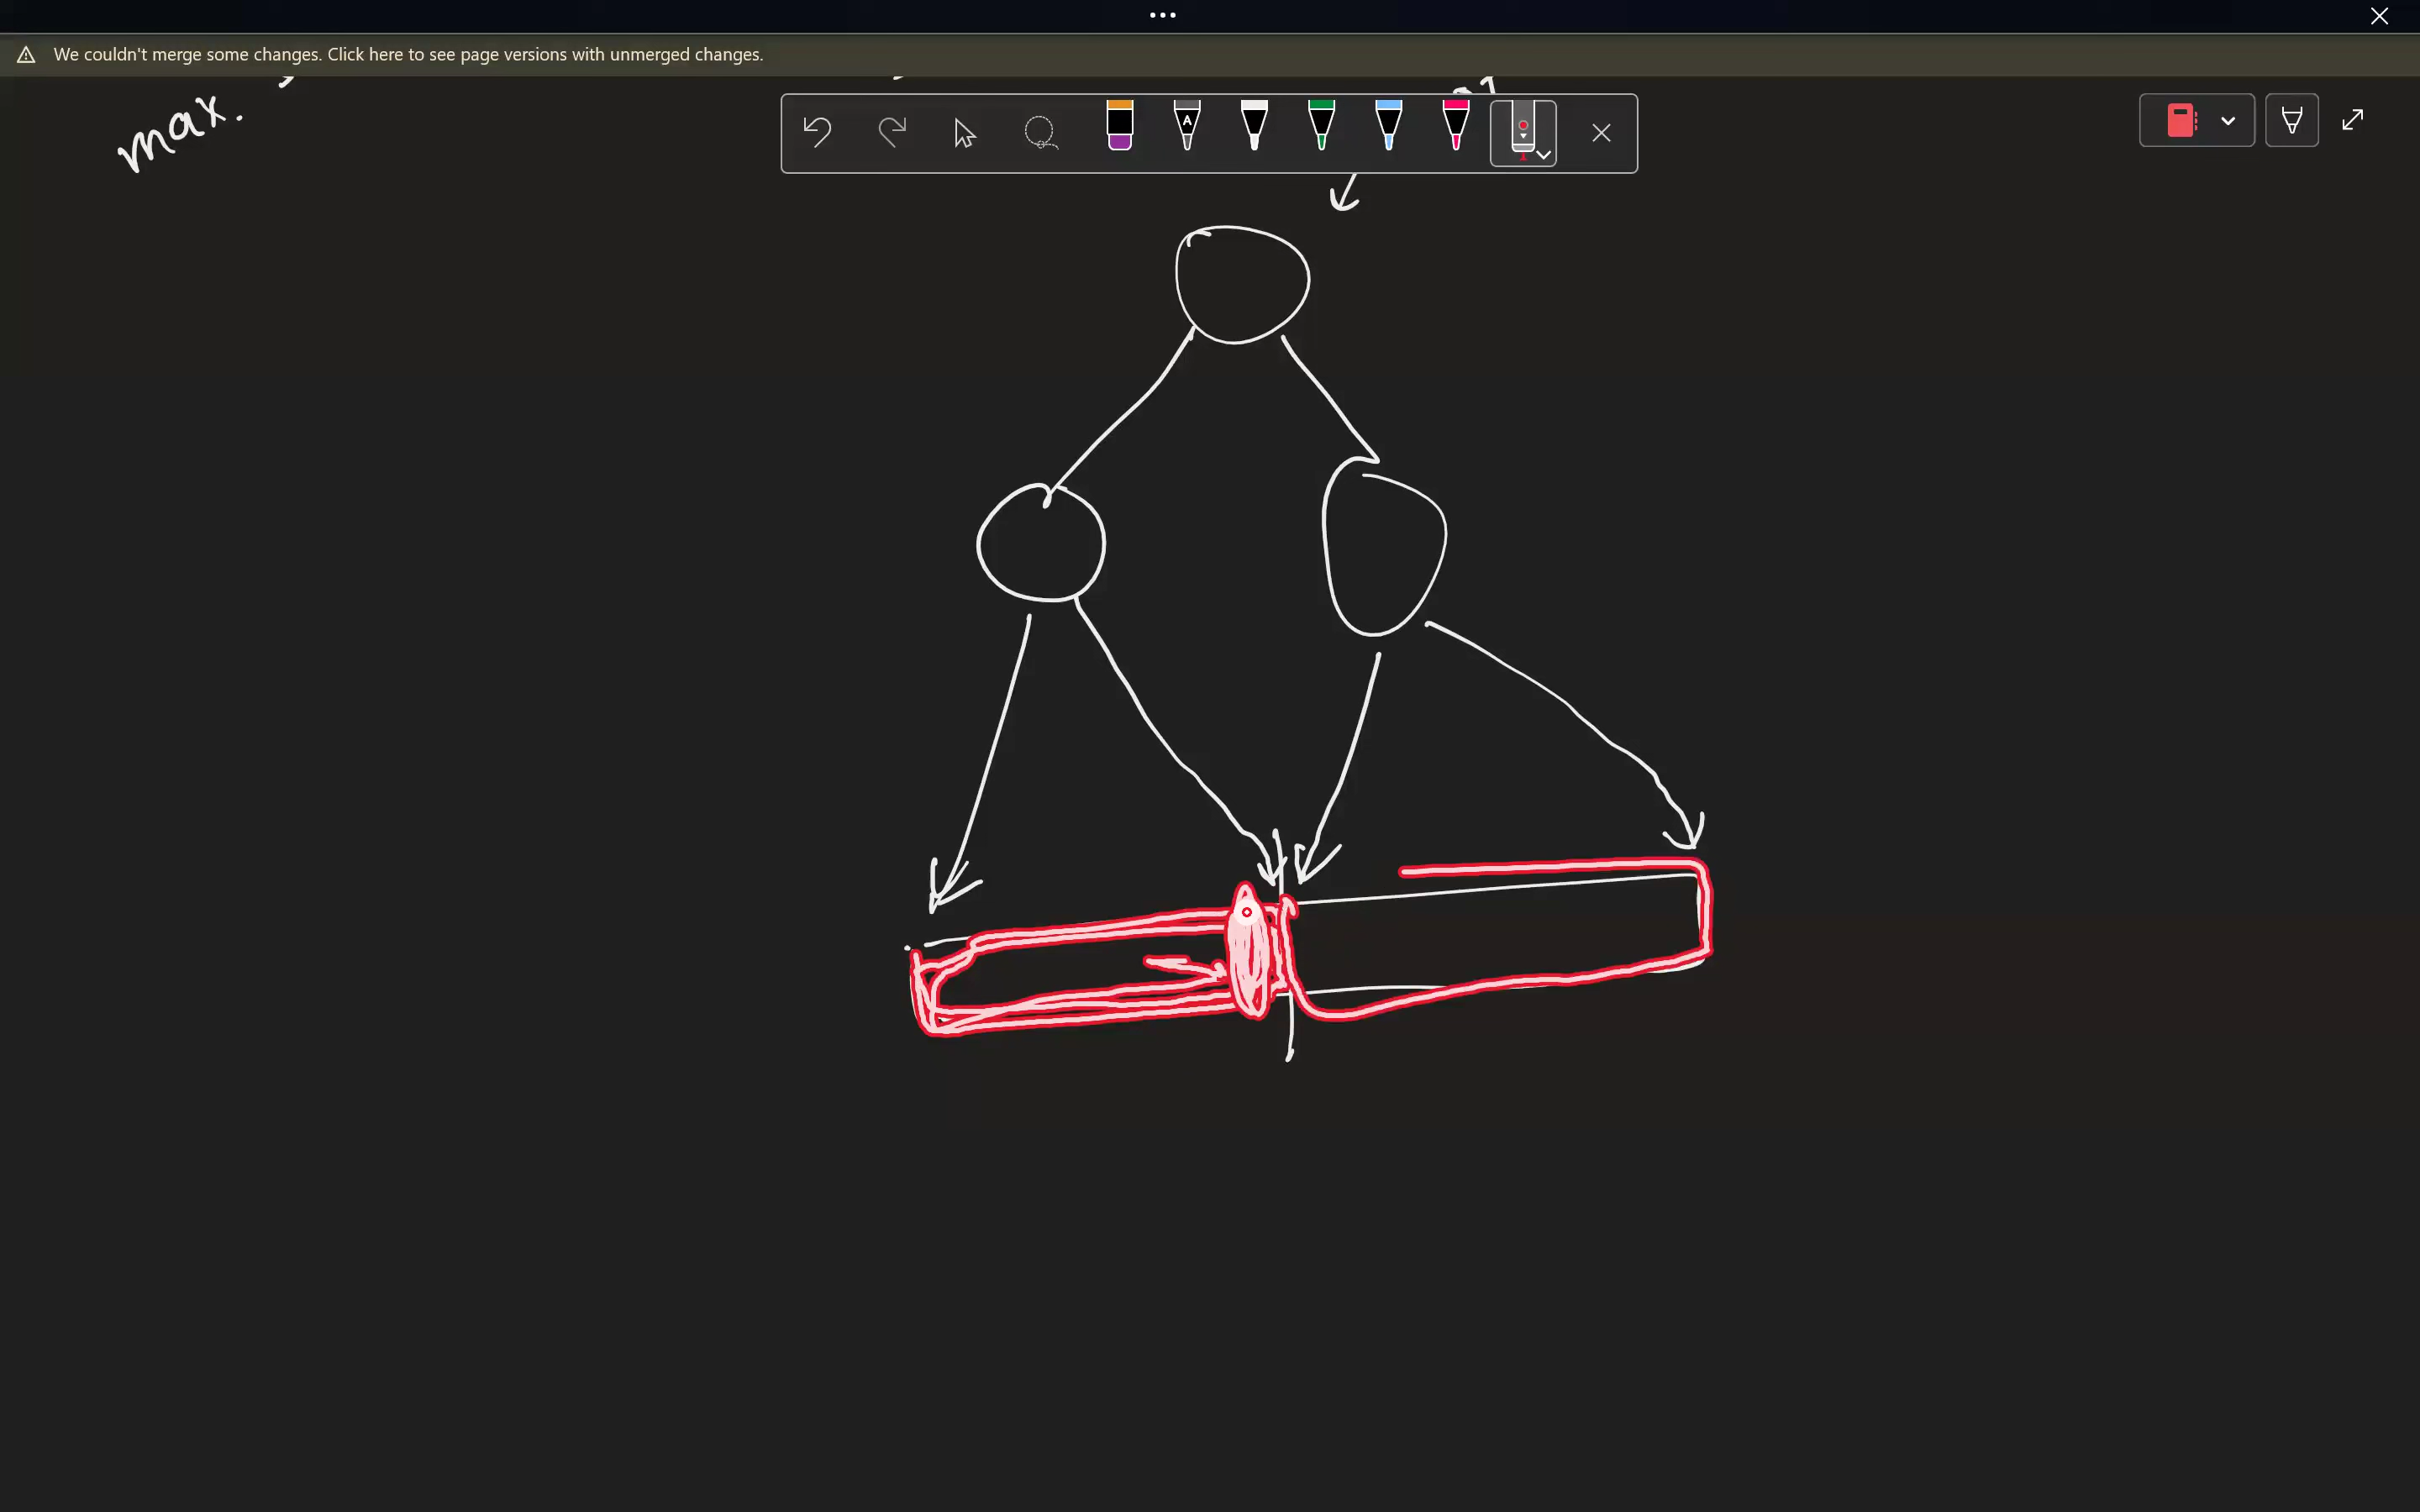 We couldn't merge some changes. Click here to see page versions with unmerged changes.
max.
A